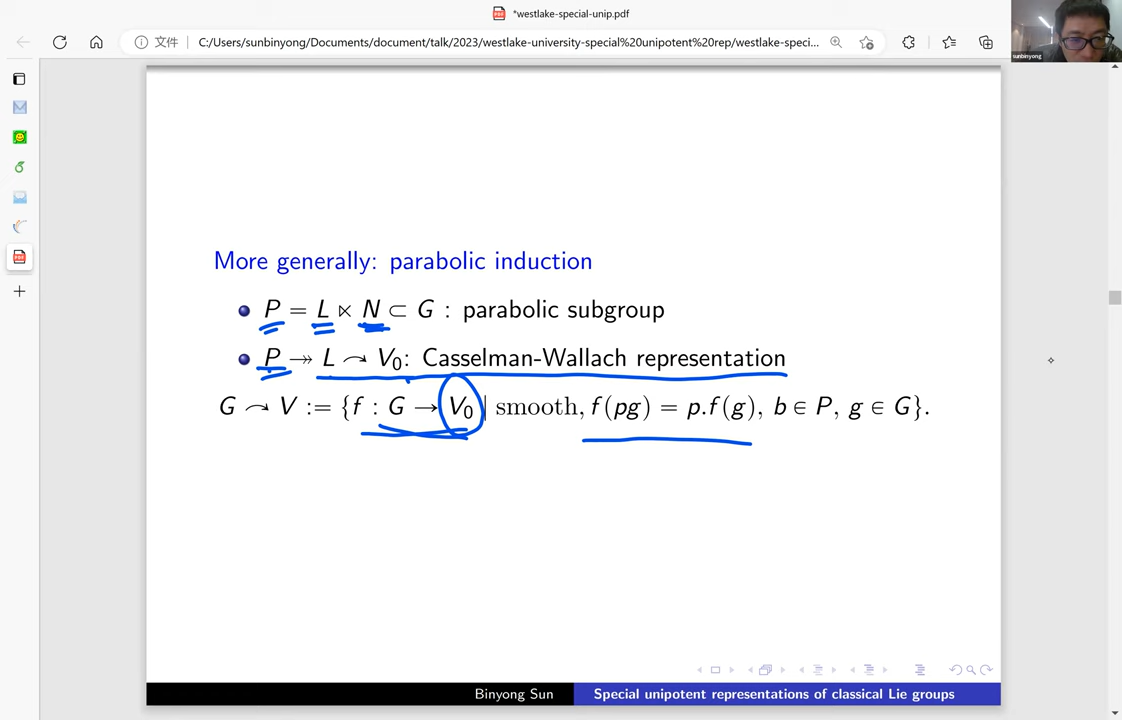 *westlake-special-unip.pdf
文件 C:/Users/sunbinyong/Documents/document/talk/2023/westlake-university-special%20unipotent%20rep/westlake-speci...
sunbinyong
More generally: parabolic induction
P = L ⋉ N ⊂ G : parabolic subgroup
P ↠ L ↷ V₀: Casselman-Wallach representation
G ↷ V := {f : G → V₀| smooth, f(pg) = p.f(g), b ∈ P, g ∈ G}.
Binyong Sun Special unipotent representations of classical Lie groups